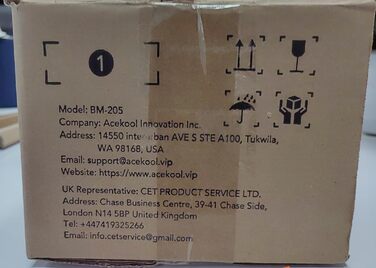 1
Model: BM-205
Company: Acekool Innovation Inc.
Address: 14550 AVE S STE A100, Tukwila,
WA 98168, USA
Email: support@acekool.vip
Website: https://www.acekool.vip
UK Representative: CET PRODUCT SERVICE LTD.
Address: Chase Business Centre, 39-41 Chase Side,
London N14 5BP United Kingdom
Tel: +447419325266
Email: info.cetservice@gmail.com